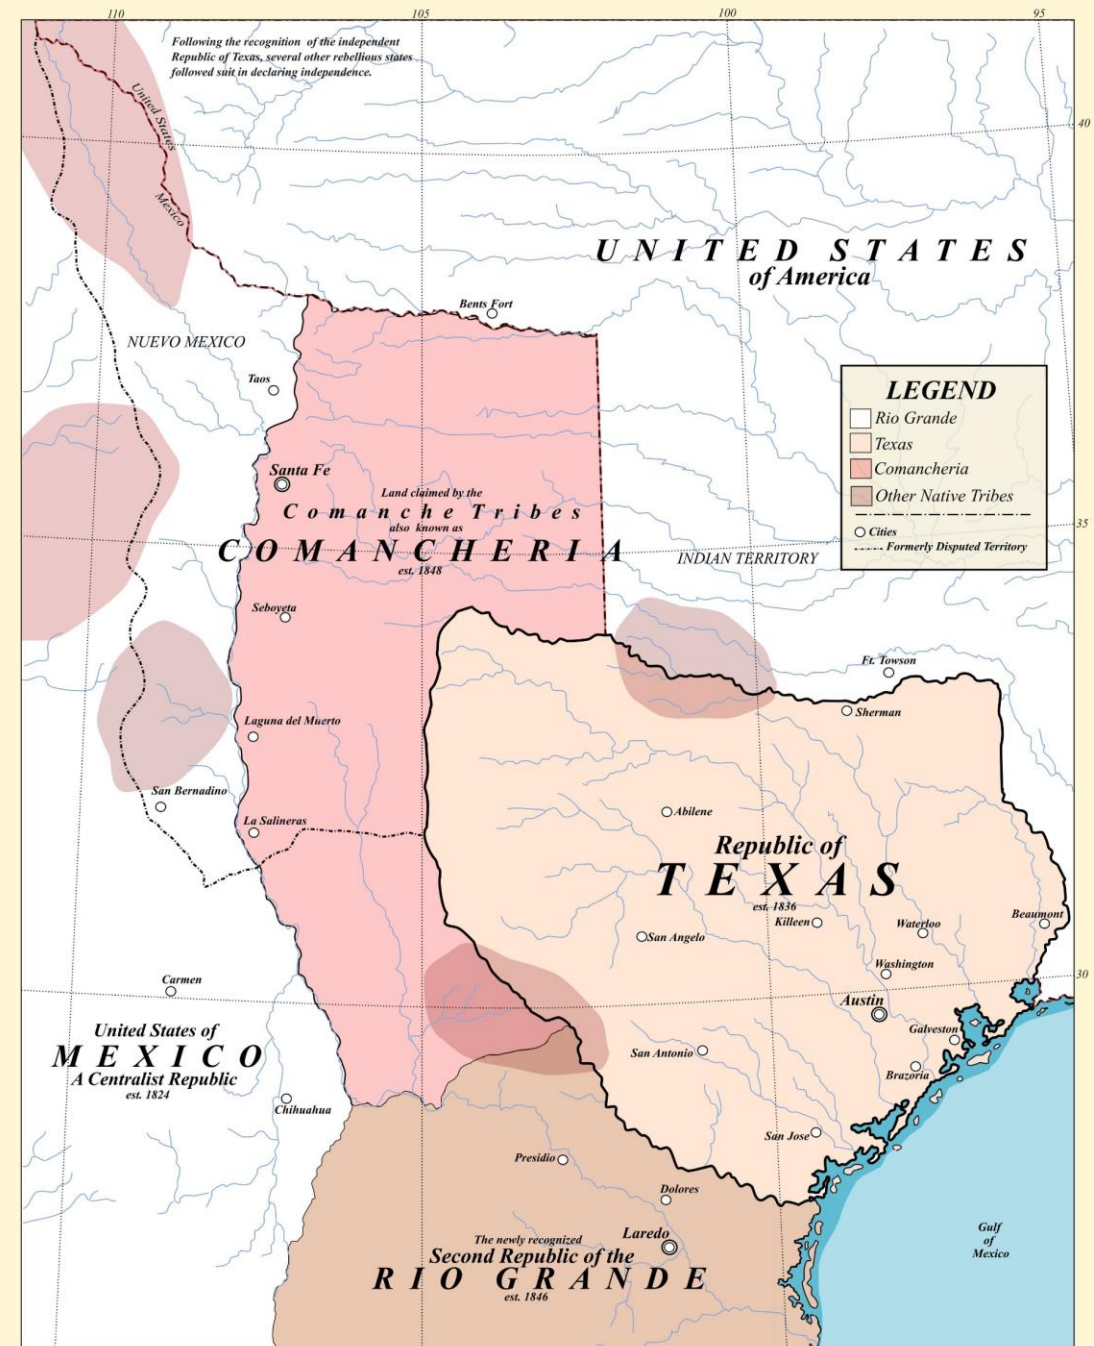 110
105
100
95
Following the recognition of the independent
Republic of Texas, several other rebellious states
followed suit in declaring independence.
United States
Mexico
40
UNITED STATES
of America
Bents Fort
NUEVO MEXICO
Taos
LEGEND
Rio Grande
Texas
Comancheria
Other Native Tribes
Cities
Formerly Disputed Territory
35
Santa Fe
Land claimed by the
Comanche Tribes
also known as
COMANCHERIA
est. 1848
INDIAN TERRITORY
Seboyeta
Ft. Towson
Sherman
Laguna del Muerto
San Bernadino
La Salineras
Abilene
Republic of
TEXAS
est. 1836
Killeen
Waterloo
Beaumont
San Angelo
Washington
30
Carmen
Austin
United States of
MEXICO
A Centralist Republic
est. 1824
Galveston
San Antonio
Brazoria
Chihuahua
San Jose
Presidio
Dolores
Laredo
Gulf
of
Mexico
The newly recognized
Second Republic of the
RIO GRANDE
est. 1846